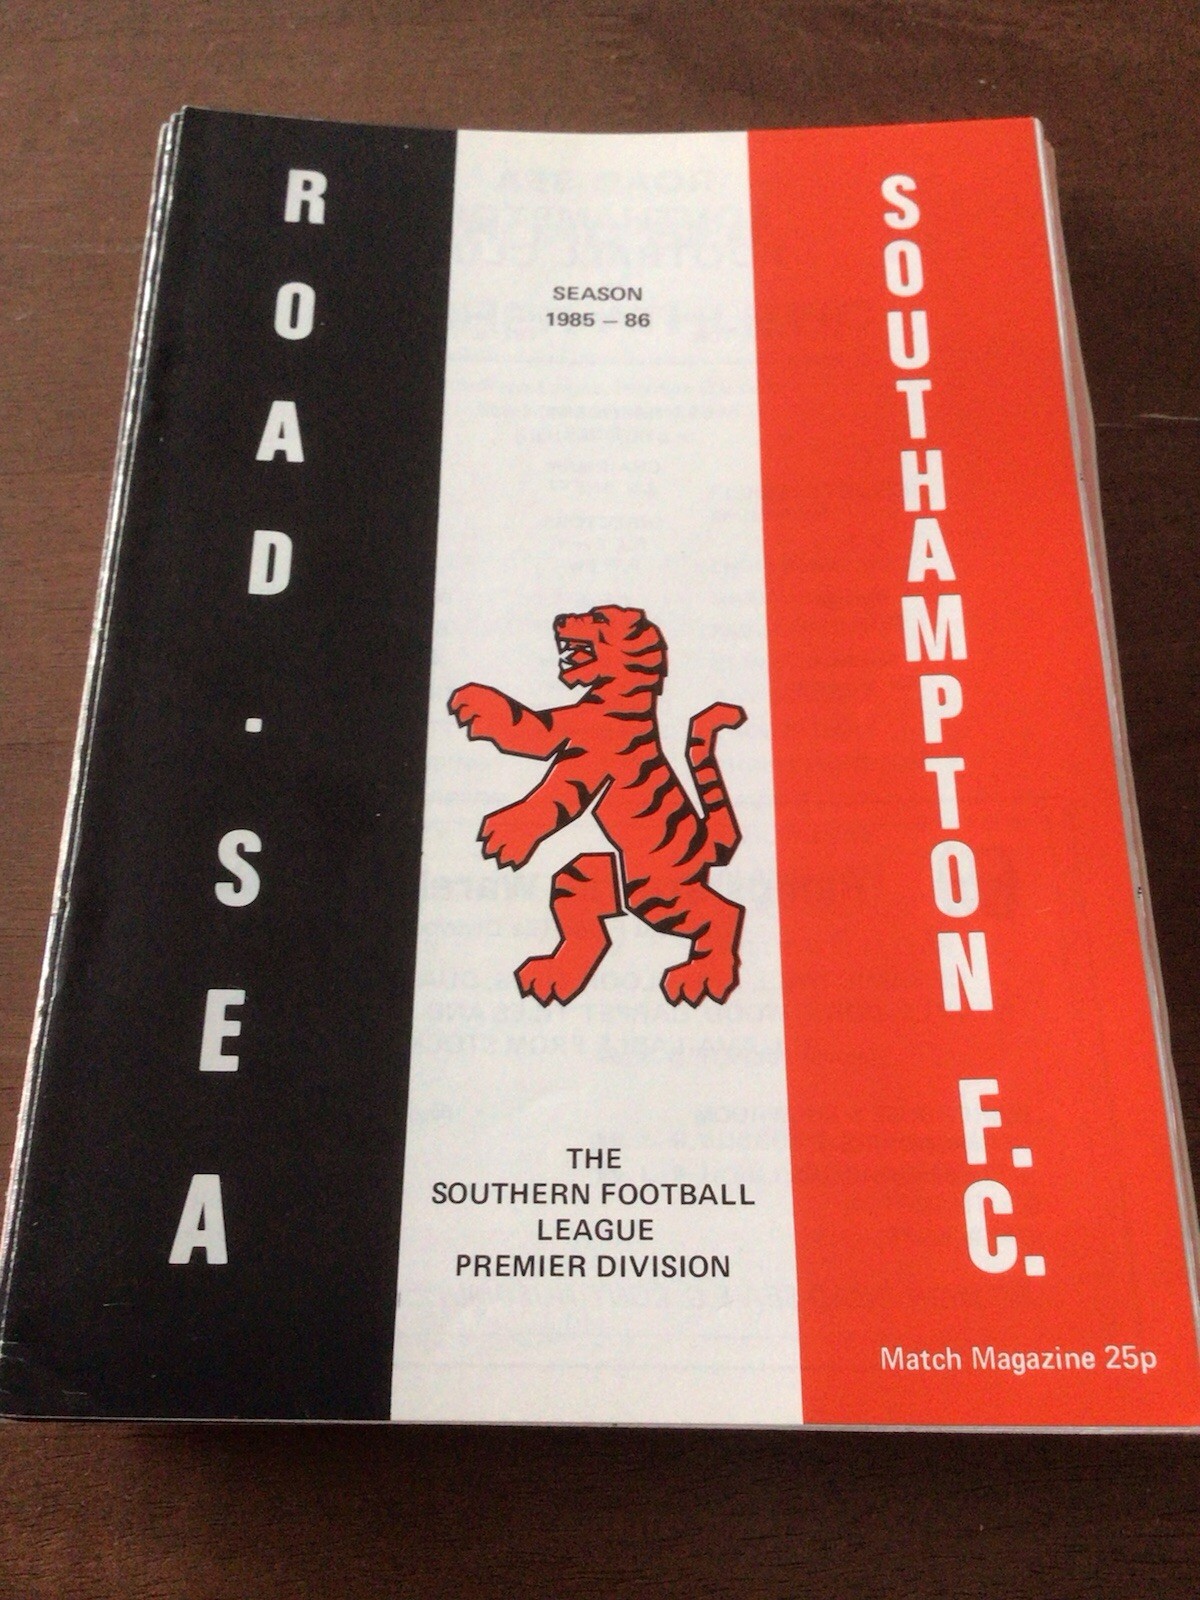 ROAD-SEA
SEASON
1985 – 86
SOUTHAMPTON F.C.
THE
SOUTHERN FOOTBALL
LEAGUE
PREMIER DIVISION
Match Magazine 25p